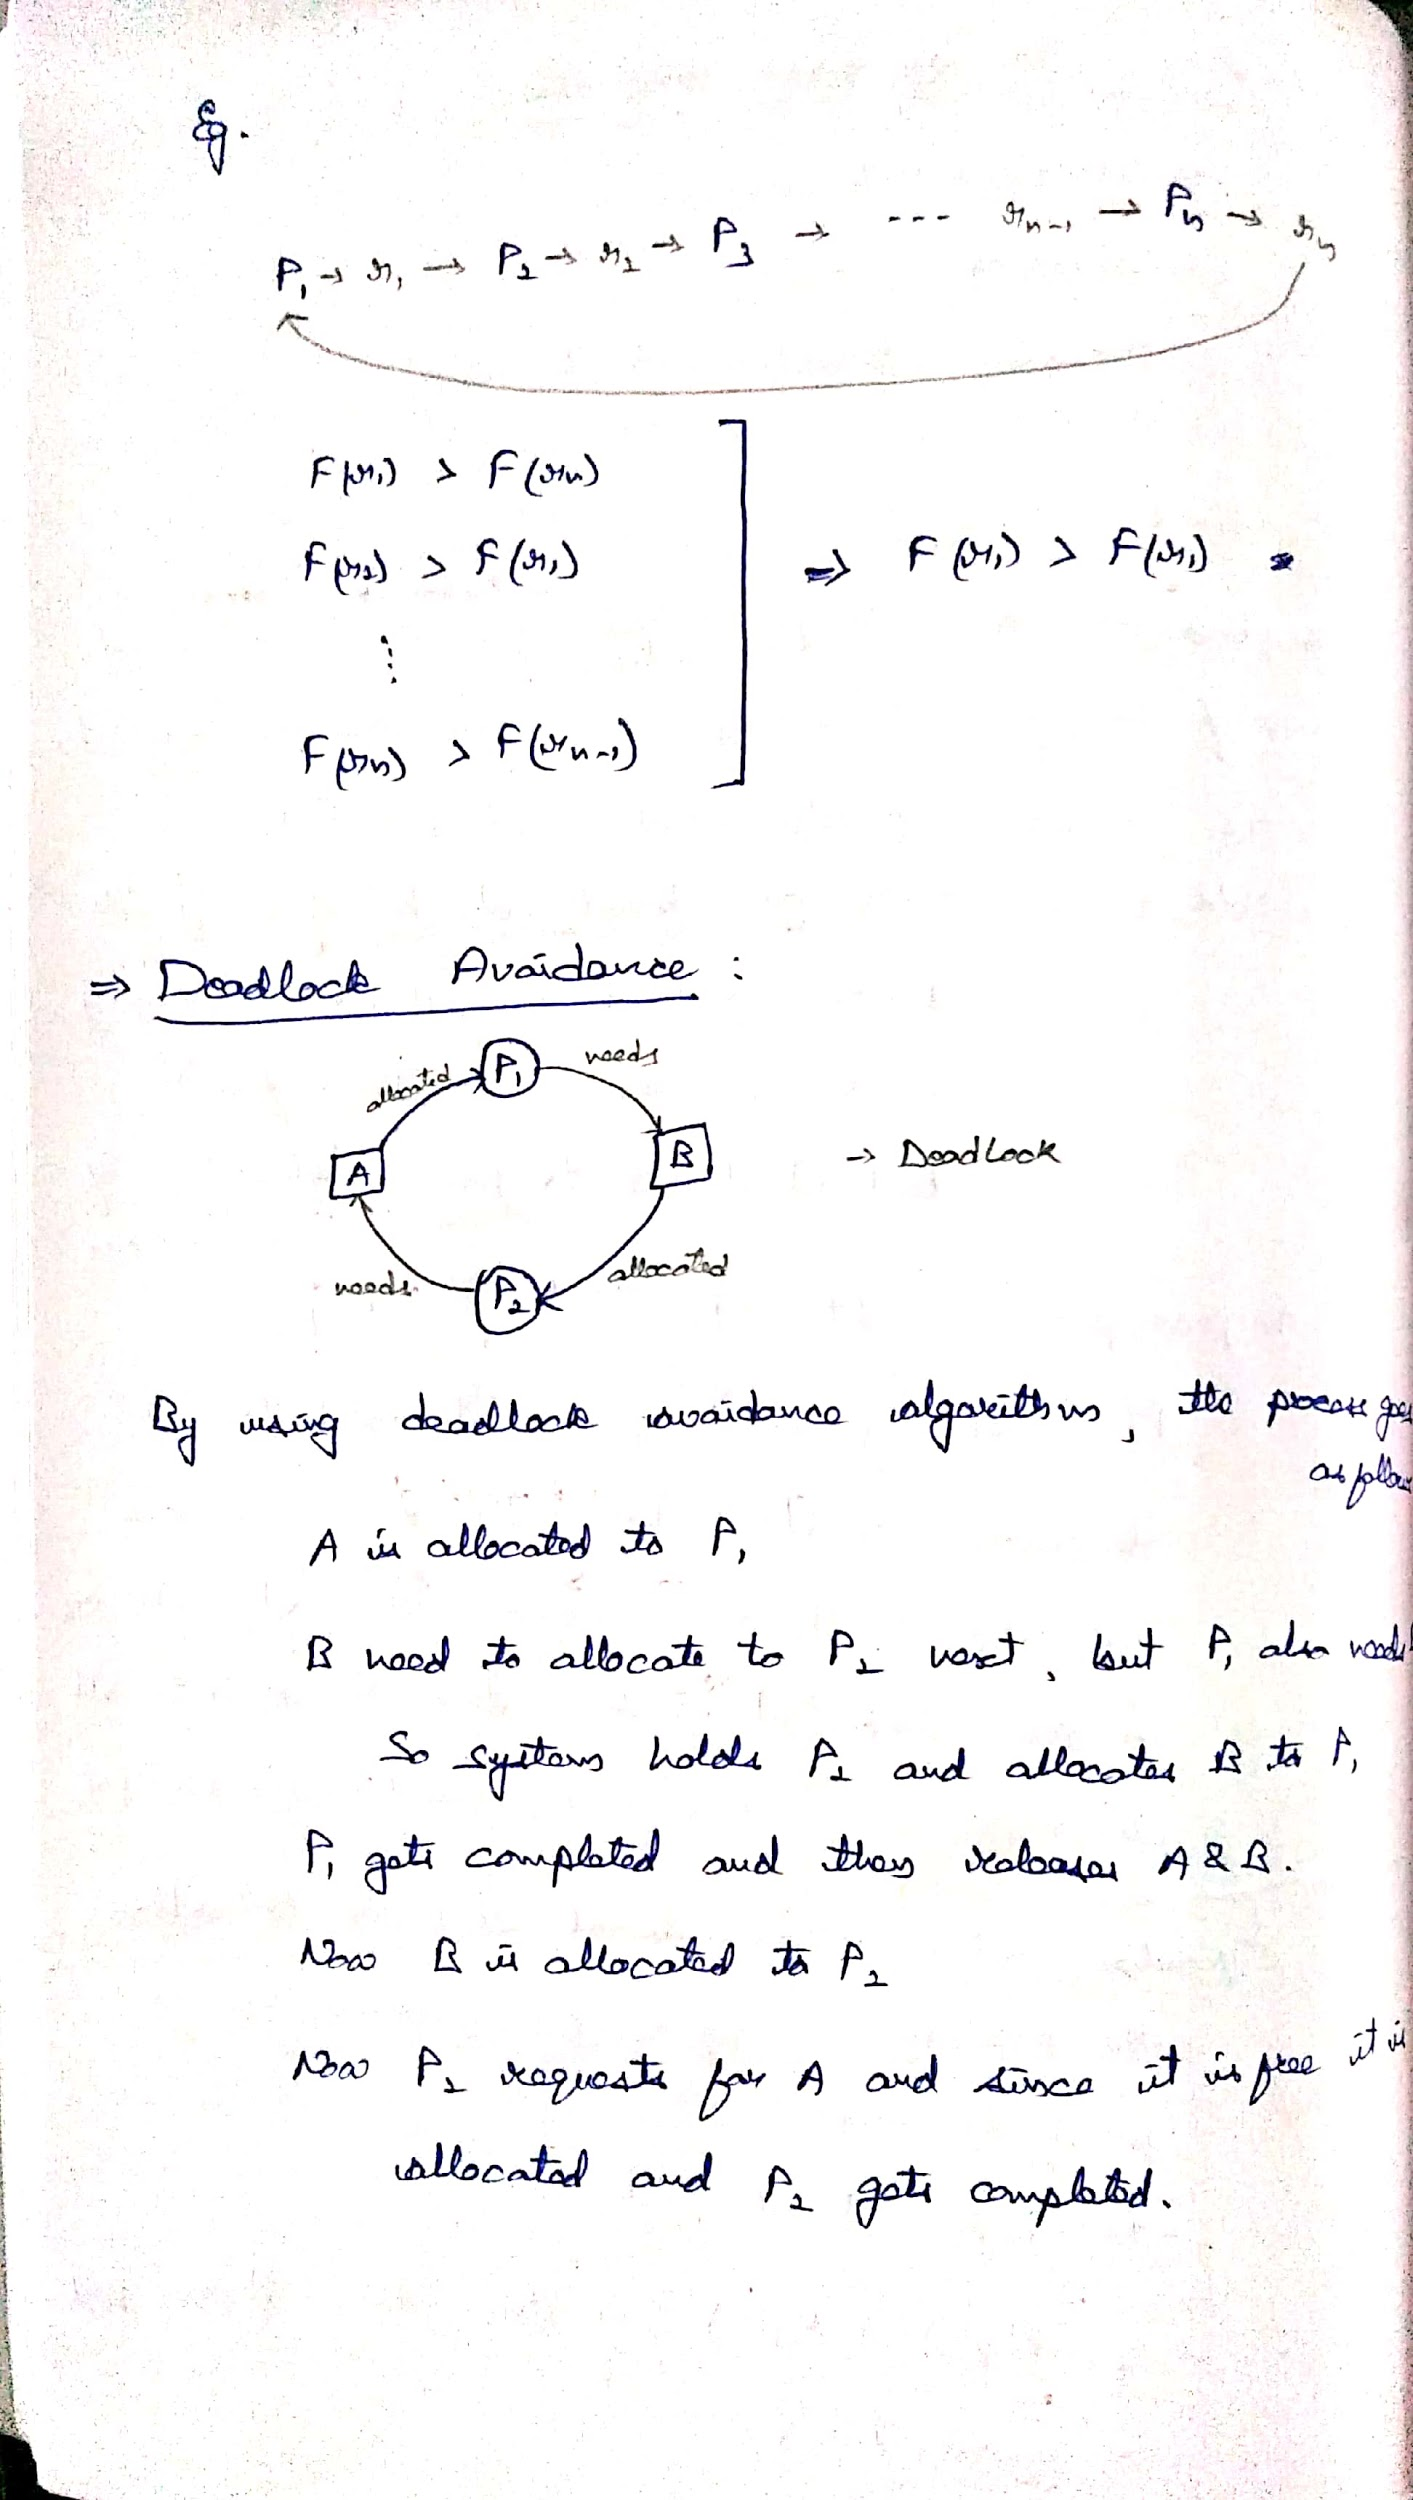 Eg.
P₁ → r₁ → P₂ → r₂ → P₃ → --- rₙ₋₁ → Pₙ → rₙ
F(r₁) > F(rₙ)
F(r₂) > F(r₁) ⇒ F(r₁) > F(r₁)
⋮
F(rₙ) > F(rₙ₋₁)
⇒ Deadlock Avoidance :
allocated P₁ needs
A B → DeadLock
needs P₂ allocated
By using deadlock avoidance algorithm, the process goes
as follow
A is allocated to P₁
B need to allocate to P₂ next, but P₁ also needs
So system holds P₂ and allocates B to P₁
P₁ gets completed and then releases A & B.
Now B is allocated to P₂
Now P₂ requests for A and since it is free it is
allocated and P₂ gets completed.